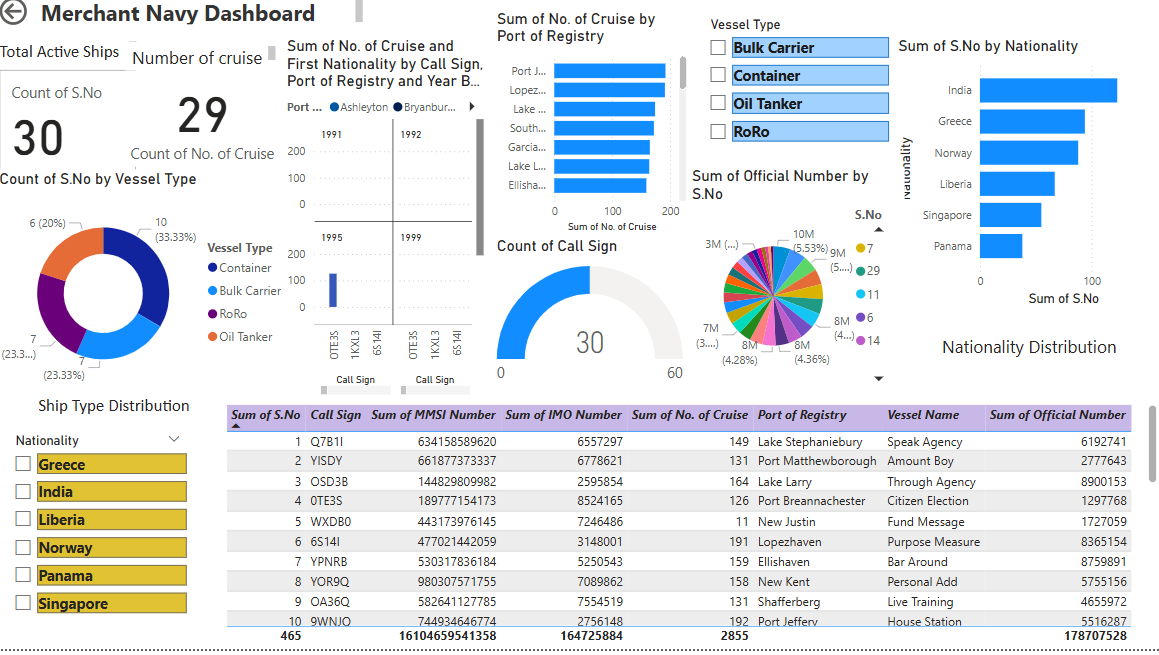 Merchant Navy Dashboard
Total Active Ships
Count of S.No
30
Number of cruise
29
Count of No. of Cruise
Sum of No. of Cruise and
First Nationality by Call Sign,
Port of Registry and Year B...
Port ... Ashleyton Bryanbur...
1991 1992
200
100
0
1995 1999
200
100
0
0TE3S 1KXL3 6S14I 0TE3S 1KXL3 6S14I
Call Sign Call Sign
Sum of No. of Cruise by
Port of Registry
Port J...
Lopez...
Lake ...
South...
Garcia...
Lake L...
Ellisha...
0 100 200
Sum of No. of Cruise
Vessel Type
Bulk Carrier
Container
Oil Tanker
RoRo
Sum of S.No by Nationality
Nationality
India
Greece
Norway
Liberia
Singapore
Panama
0 100
Sum of S.No
Nationality Distribution
Count of S.No by Vessel Type
6 (20%)
10
(33.33%)
7
(23.3...)
(23.33%)
Vessel Type
Container
Bulk Carrier
RoRo
Oil Tanker
Ship Type Distribution
Count of Call Sign
30
0 60
Sum of Official Number by
S.No
3M (...)
10M
(5.53%)
9M
(5....)
8M
(4...)
8M
(4.36%)
8M
(4.28%)
7M
(3....)
S.No
7
29
11
6
14
Nationality
Greece
India
Liberia
Norway
Panama
Singapore
Sum of S.No Call Sign Sum of MMSI Number Sum of IMO Number Sum of No. of Cruise Port of Registry Vessel Name Sum of Official Number
1 Q7B1I 634158589620 6557297 149 Lake Stephaniebury Speak Agency 6192741
2 YISDY 661877373337 6778621 131 Port Matthewborough Amount Boy 2777643
3 OSD3B 144829809982 2595854 164 Lake Larry Through Agency 8900153
4 0TE3S 189777154173 8524165 126 Port Breannachester Citizen Election 1297768
5 WXDB0 443173976145 7246486 11 New Justin Fund Message 1727059
6 6S14I 477021442059 3148001 191 Lopezhaven Purpose Measure 8365154
7 YPNRB 530317836184 5250543 159 Ellishaven Bar Around 8759891
8 YOR9Q 980307571755 7089862 158 New Kent Personal Add 5755156
9 OA36Q 582641127785 7554519 131 Shafferberg Live Training 4655972
10 9WNJO 744934646774 2756148 192 Port Jeffery House Station 5516287
465 16104659541358 164725884 2855 178707528